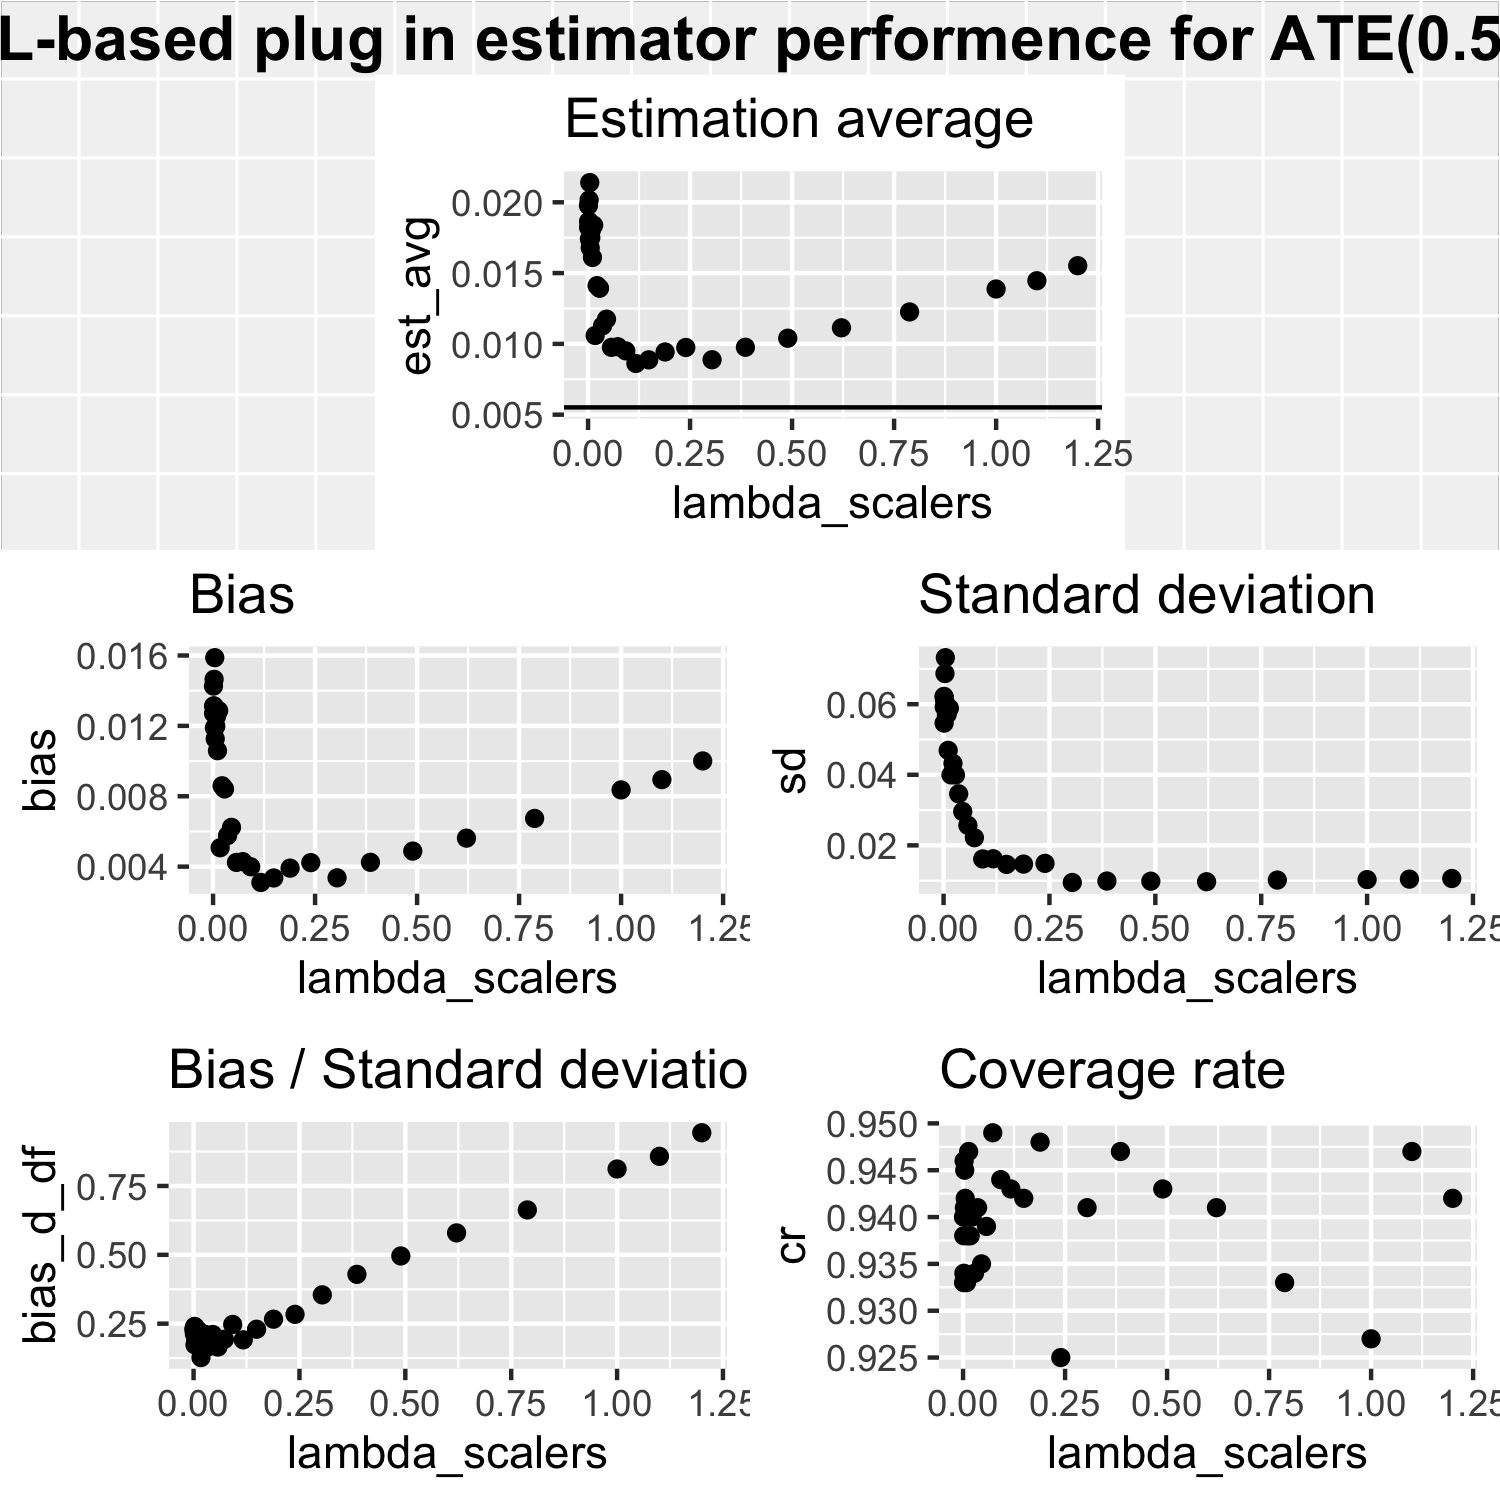 L-based plug in estimator performence for ATE(0.5
Estimation average
est_avg
0.020
0.015
0.010
0.005
0.00 0.25 0.50 0.75 1.00 1.25
lambda_scalers
Bias
bias
0.016
0.012
0.008
0.004
0.00 0.25 0.50 0.75 1.00 1.25
lambda_scalers
Standard deviation
sd
0.06
0.04
0.02
0.00 0.25 0.50 0.75 1.00 1.25
lambda_scalers
Bias / Standard deviatio
bias_d_df
0.75
0.50
0.25
0.00 0.25 0.50 0.75 1.00 1.25
lambda_scalers
Coverage rate
cr
0.950
0.945
0.940
0.935
0.930
0.925
0.00 0.25 0.50 0.75 1.00 1.25
lambda_scalers